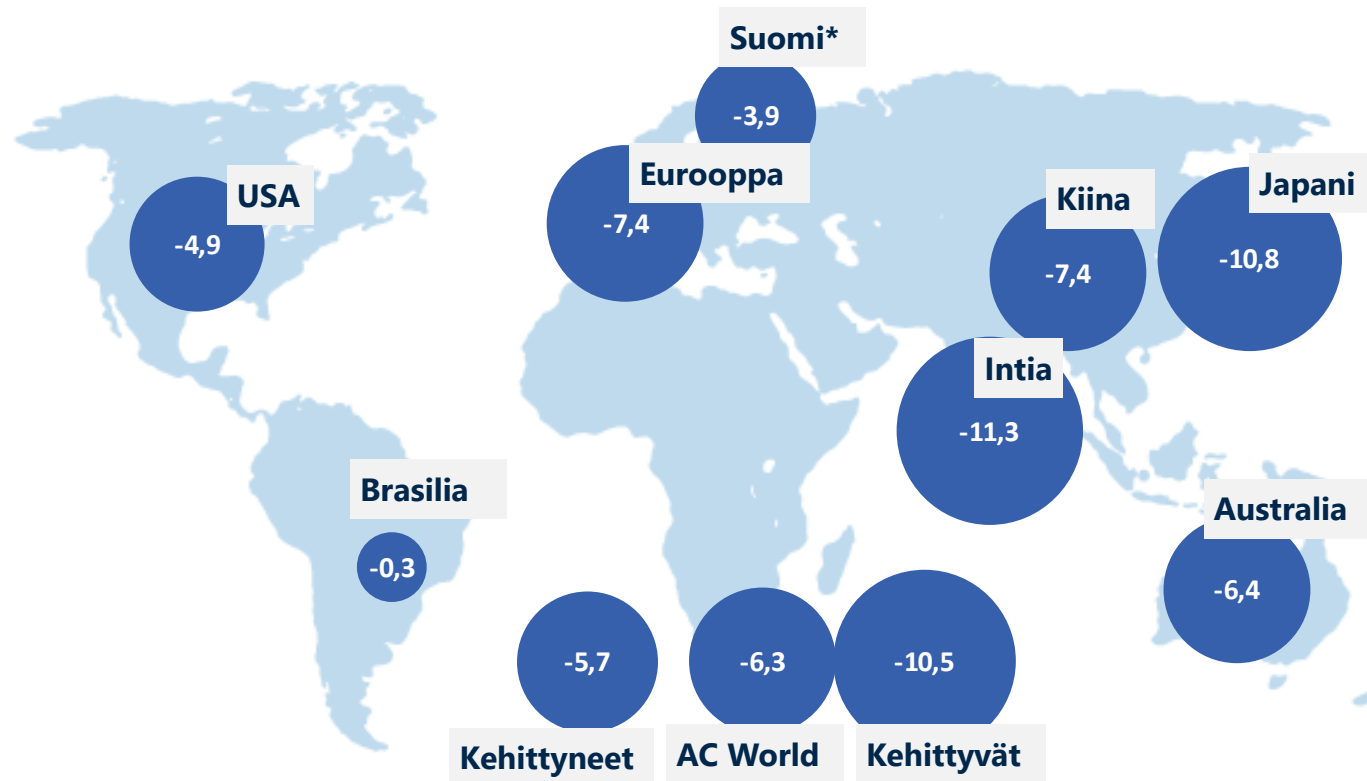 Suomi*
-3,9
Eurooppa
-7,4
USA
-4,9
Kiina
-7,4
Japani
-10,8
Intia
-11,3
Brasilia
-0,3
Australia
-6,4
-5,7
Kehittyneet
-6,3
AC World
-10,5
Kehittyvät